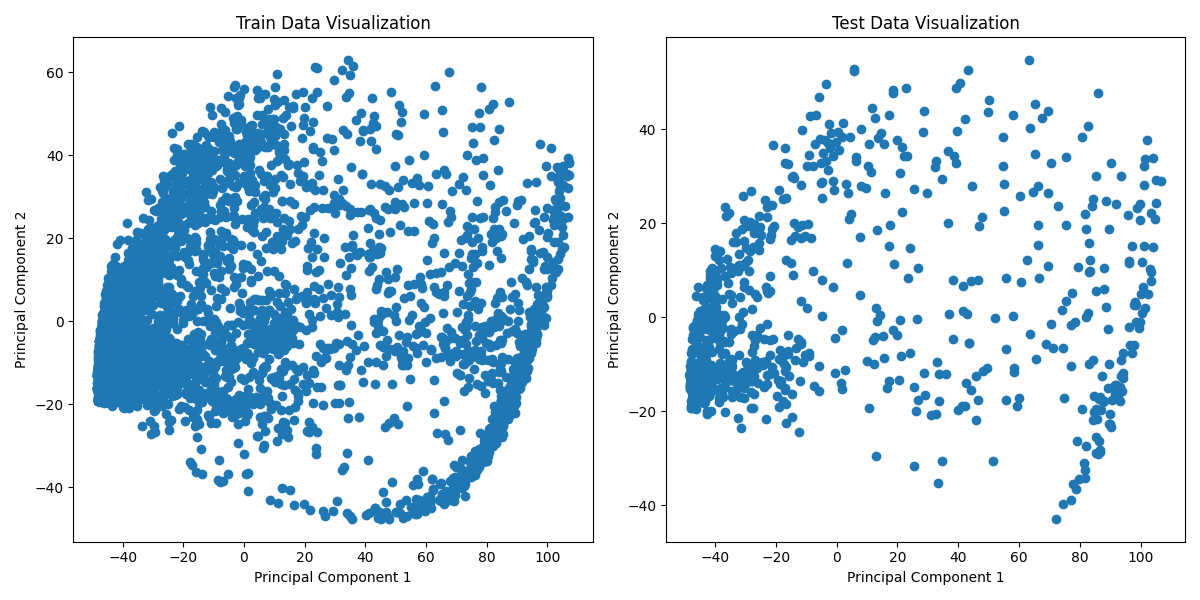 Train Data Visualization
60
40
20
0
−20
−40
Principal Component 2
−40 −20 0 20 40 60 80 100
Principal Component 1
Test Data Visualization
40
20
0
−20
−40
Principal Component 2
−40 −20 0 20 40 60 80 100
Principal Component 1